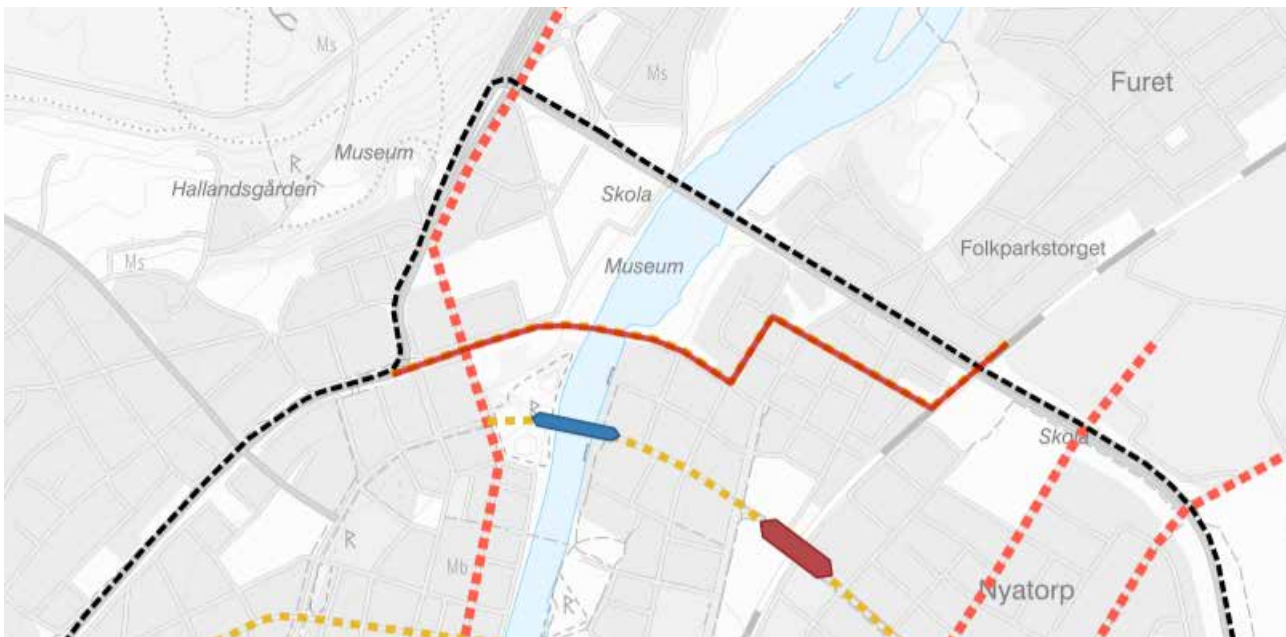 Ms
Ms
Furet
Museum
R
Hallandsgården
Skola
Folkparkstorget
Ms
Museum
R
Skola
R
Mb
Nyatorp
R